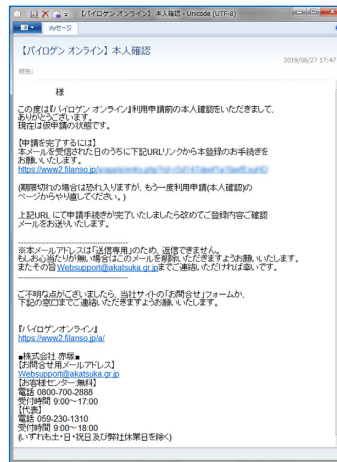 【パイロゲン オンライン】 本人確認 - Unicode (UTF-8)
メッセージ
【パイロゲン オンライン】 本人確認
2019/06/27 17:47
宛先:
様
この度は『パイロゲン オンライン』利用申請前の本人確認をいただきまして、
ありがとうございます。
現在は仮申請の状態です。
【申請を完了するには】
本メールを受信された日のうちに下記URLリンクから本登録のお手続きを
お願いいたします。
https://www2.filanso.jp/
(期限切れの場合は恐れ入りますが、もう一度利用申請(本人確認)の
ページからやり直してください。)
上記URL にて申請手続きが完了いたしましたら改めてご登録内容ご確認
メールをお送りいたします。
--------------------------------------------------
※本メールアドレスは「送信専用」のため、返信できません。
もしお心当たりが無い場合はこのメールを削除いただきますようお願いします。
またその旨Websupport@akatsuka.gr.jpまでご連絡いただければ幸いです。
--------------------------------------------------
ご不明な点がございましたら、当社サイトの「お問合せ」フォームか、
下記の窓口までご連絡いただきますようお願いします。
『パイロゲンオンライン』
https://www2.filanso.jp/a/
■株式会社 赤塚■
【お問合せ用メールアドレス】
Websupport@akatsuka.gr.jp
【お客様センター:無料】
電話 0800-700-2888
受付時間 9:00~17:00
【代表】
電話 059-230-1310
受付時間 9:00~18:00
(いずれも土・日・祝日及び弊社休業日を除く)